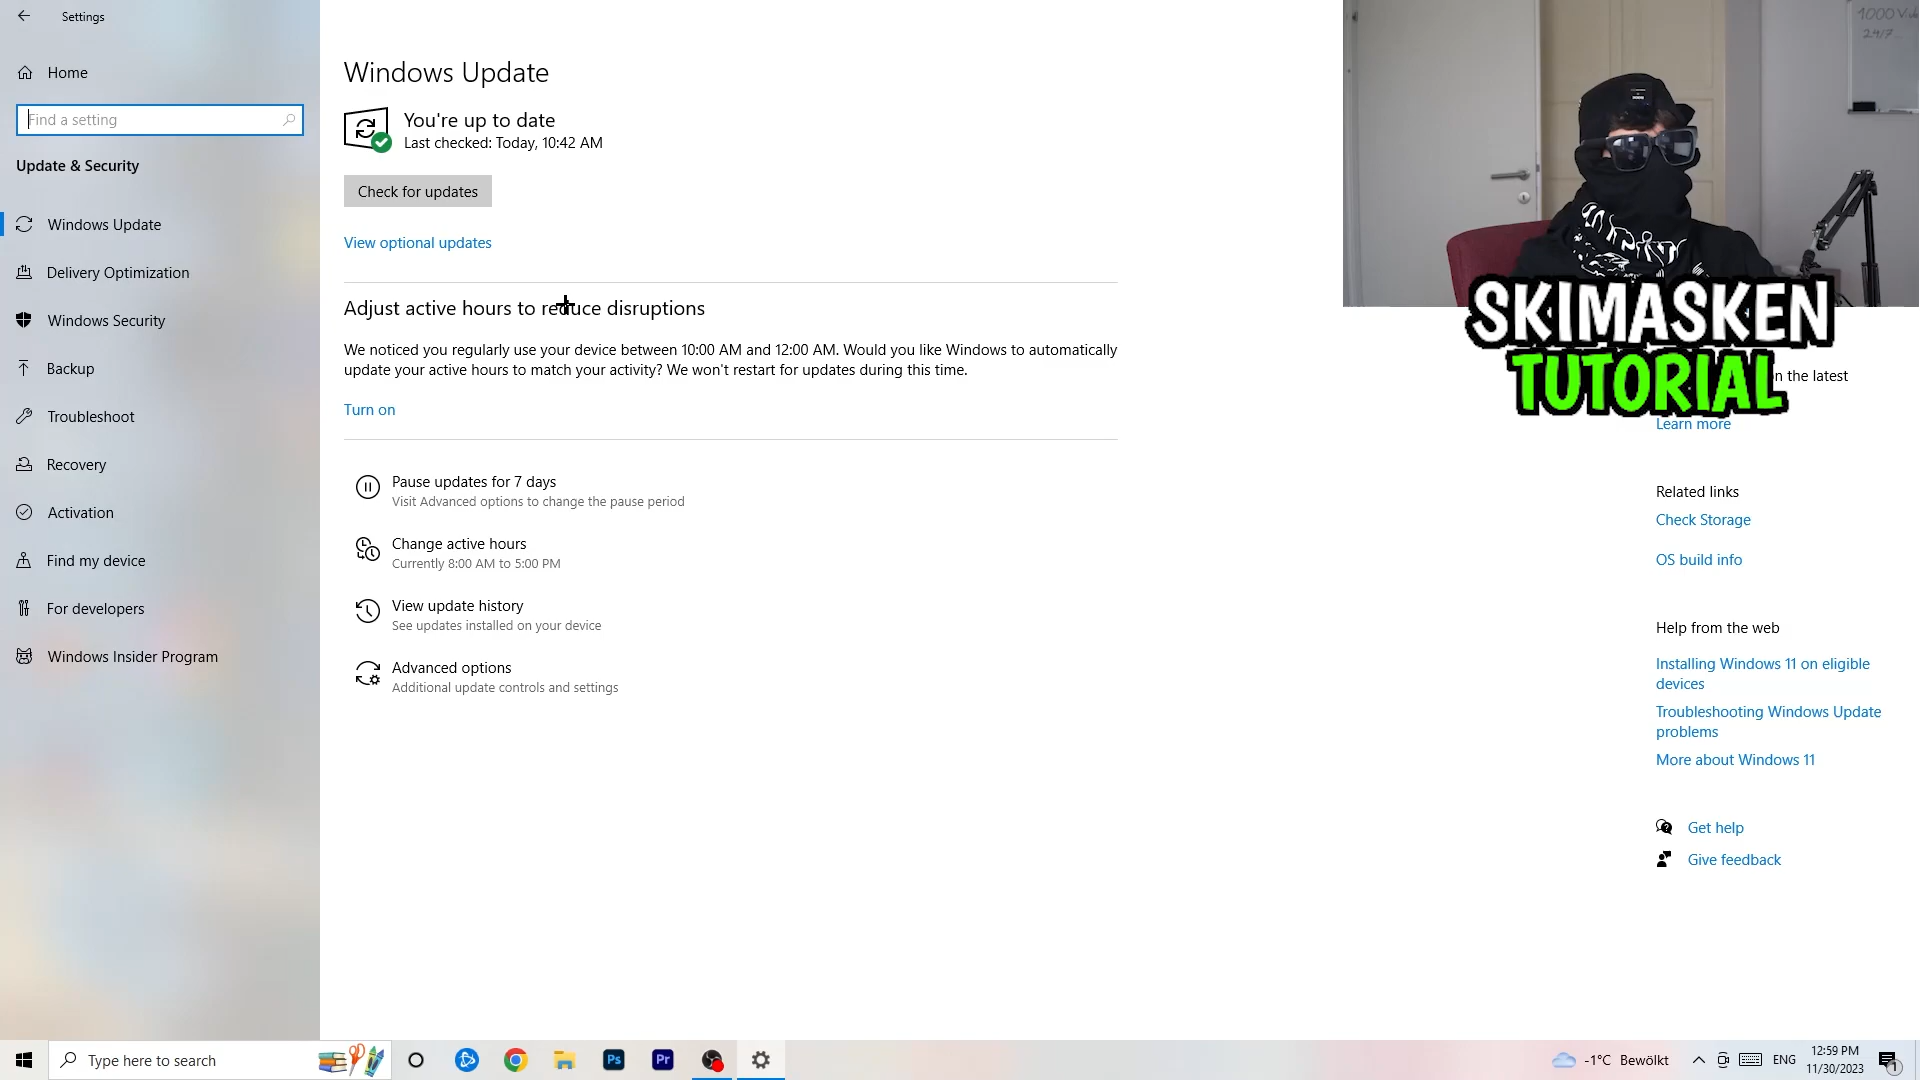 Settings
Home
Find a setting
Update & Security
Windows Update
Delivery Optimization
Windows Security
Backup
Troubleshoot
Recovery
Activation
Find my device
For developers
Windows Insider Program
Windows Update
You're up to date
Last checked: Today, 10:42 AM
Check for updates
View optional updates
Adjust active hours to reduce disruptions
We noticed you regularly use your device between 10:00 AM and 12:00 AM. Would you like Windows to automatically
update your active hours to match your activity? We won't restart for updates during this time.
Turn on
Pause updates for 7 days
Visit Advanced options to change the pause period
Change active hours
Currently 8:00 AM to 5:00 PM
View update history
See updates installed on your device
Advanced options
Additional update controls and settings
1000
24/7
SKIMASKEN
TUTORIAL
on the latest
Learn more
Related links
Check Storage
OS build info
Help from the web
Installing Windows 11 on eligible
devices
Troubleshooting Windows Update
problems
More about Windows 11
Get help
Give feedback
Type here to search
Ps
Pr
-1°C Bewölkt
ENG
12:59 PM
11/30/2023
1